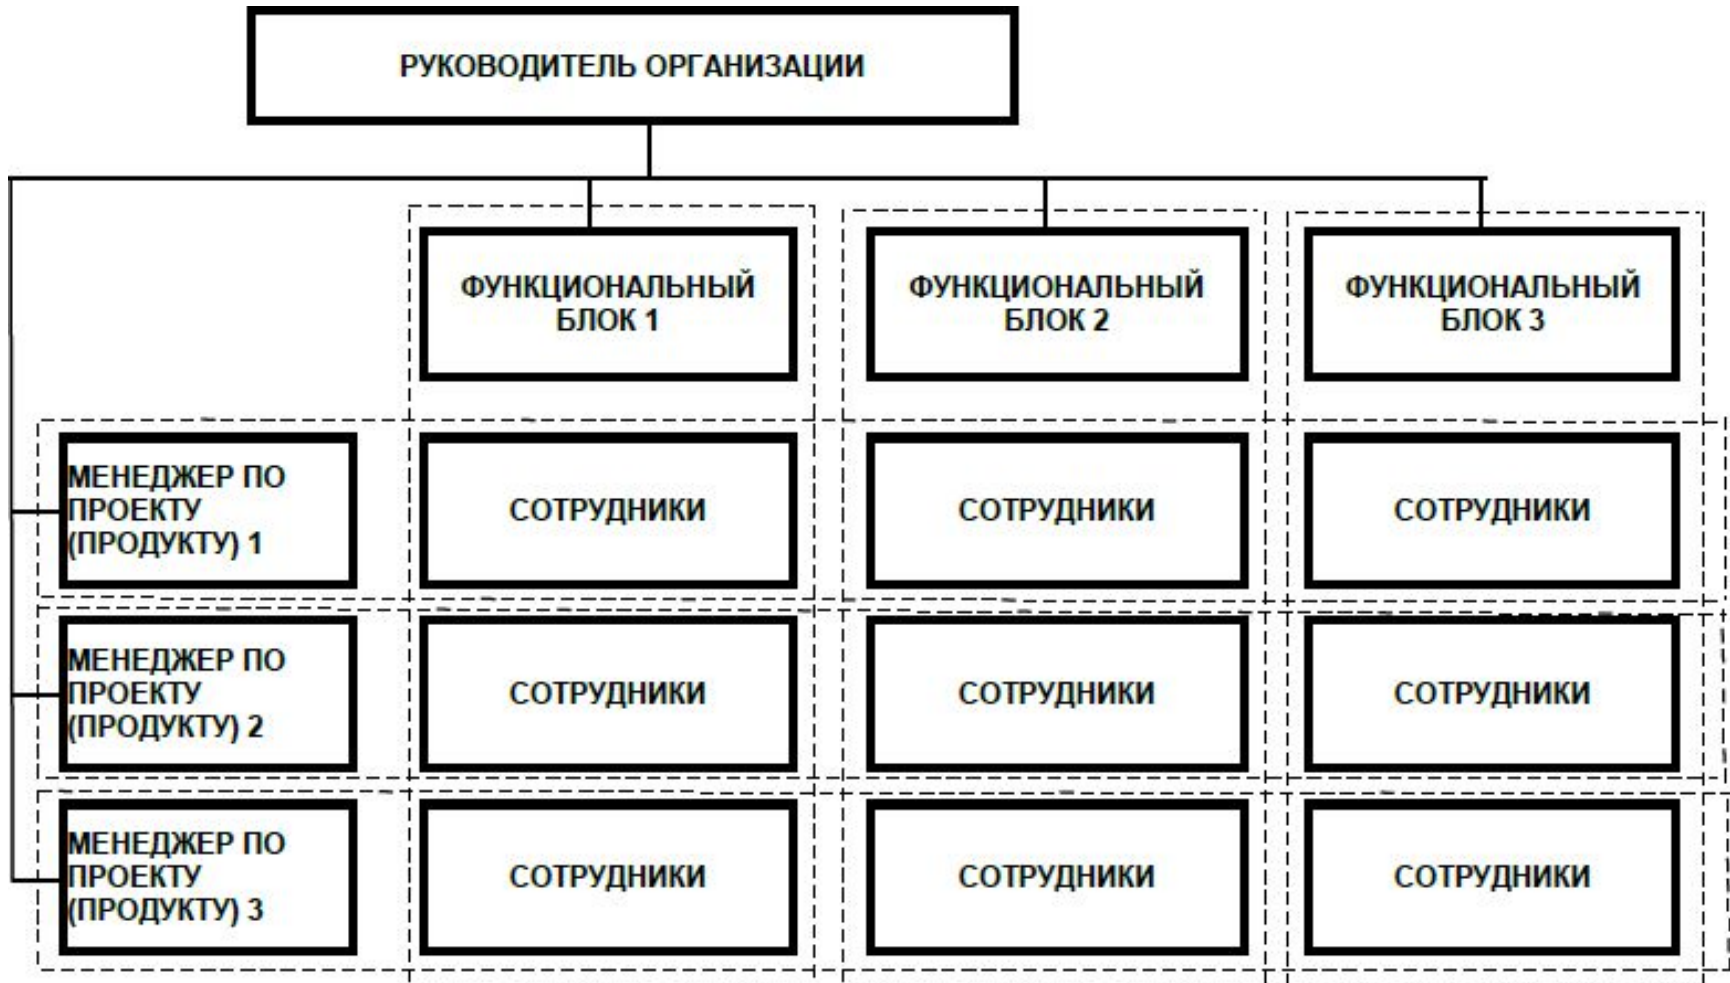 РУКОВОДИТЕЛЬ ОРГАНИЗАЦИИ
ФУНКЦИОНАЛЬНЫЙ
БЛОК 1
ФУНКЦИОНАЛЬНЫЙ
БЛОК 2
ФУНКЦИОНАЛЬНЫЙ
БЛОК 3
МЕНЕДЖЕР ПО
ПРОЕКТУ
(ПРОДУКТУ) 1
СОТРУДНИКИ
СОТРУДНИКИ
СОТРУДНИКИ
МЕНЕДЖЕР ПО
ПРОЕКТУ
(ПРОДУКТУ) 2
СОТРУДНИКИ
СОТРУДНИКИ
СОТРУДНИКИ
МЕНЕДЖЕР ПО
ПРОЕКТУ
(ПРОДУКТУ) 3
СОТРУДНИКИ
СОТРУДНИКИ
СОТРУДНИКИ